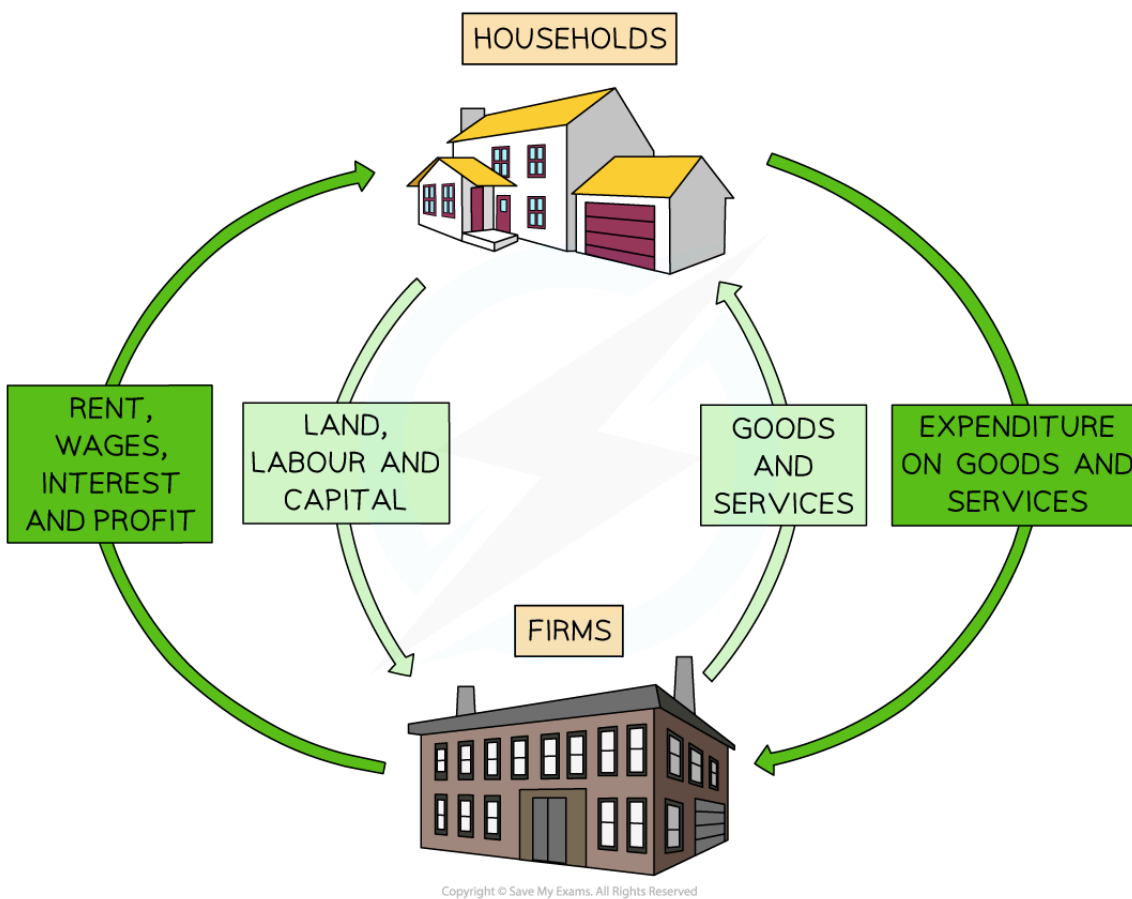 HOUSEHOLDS
RENT,
WAGES,
INTEREST
AND PROFIT
LAND,
LABOUR AND
CAPITAL
GOODS
AND
SERVICES
EXPENDITURE
ON GOODS AND
SERVICES
FIRMS
Copyright © Save My Exams. All Rights Reserved